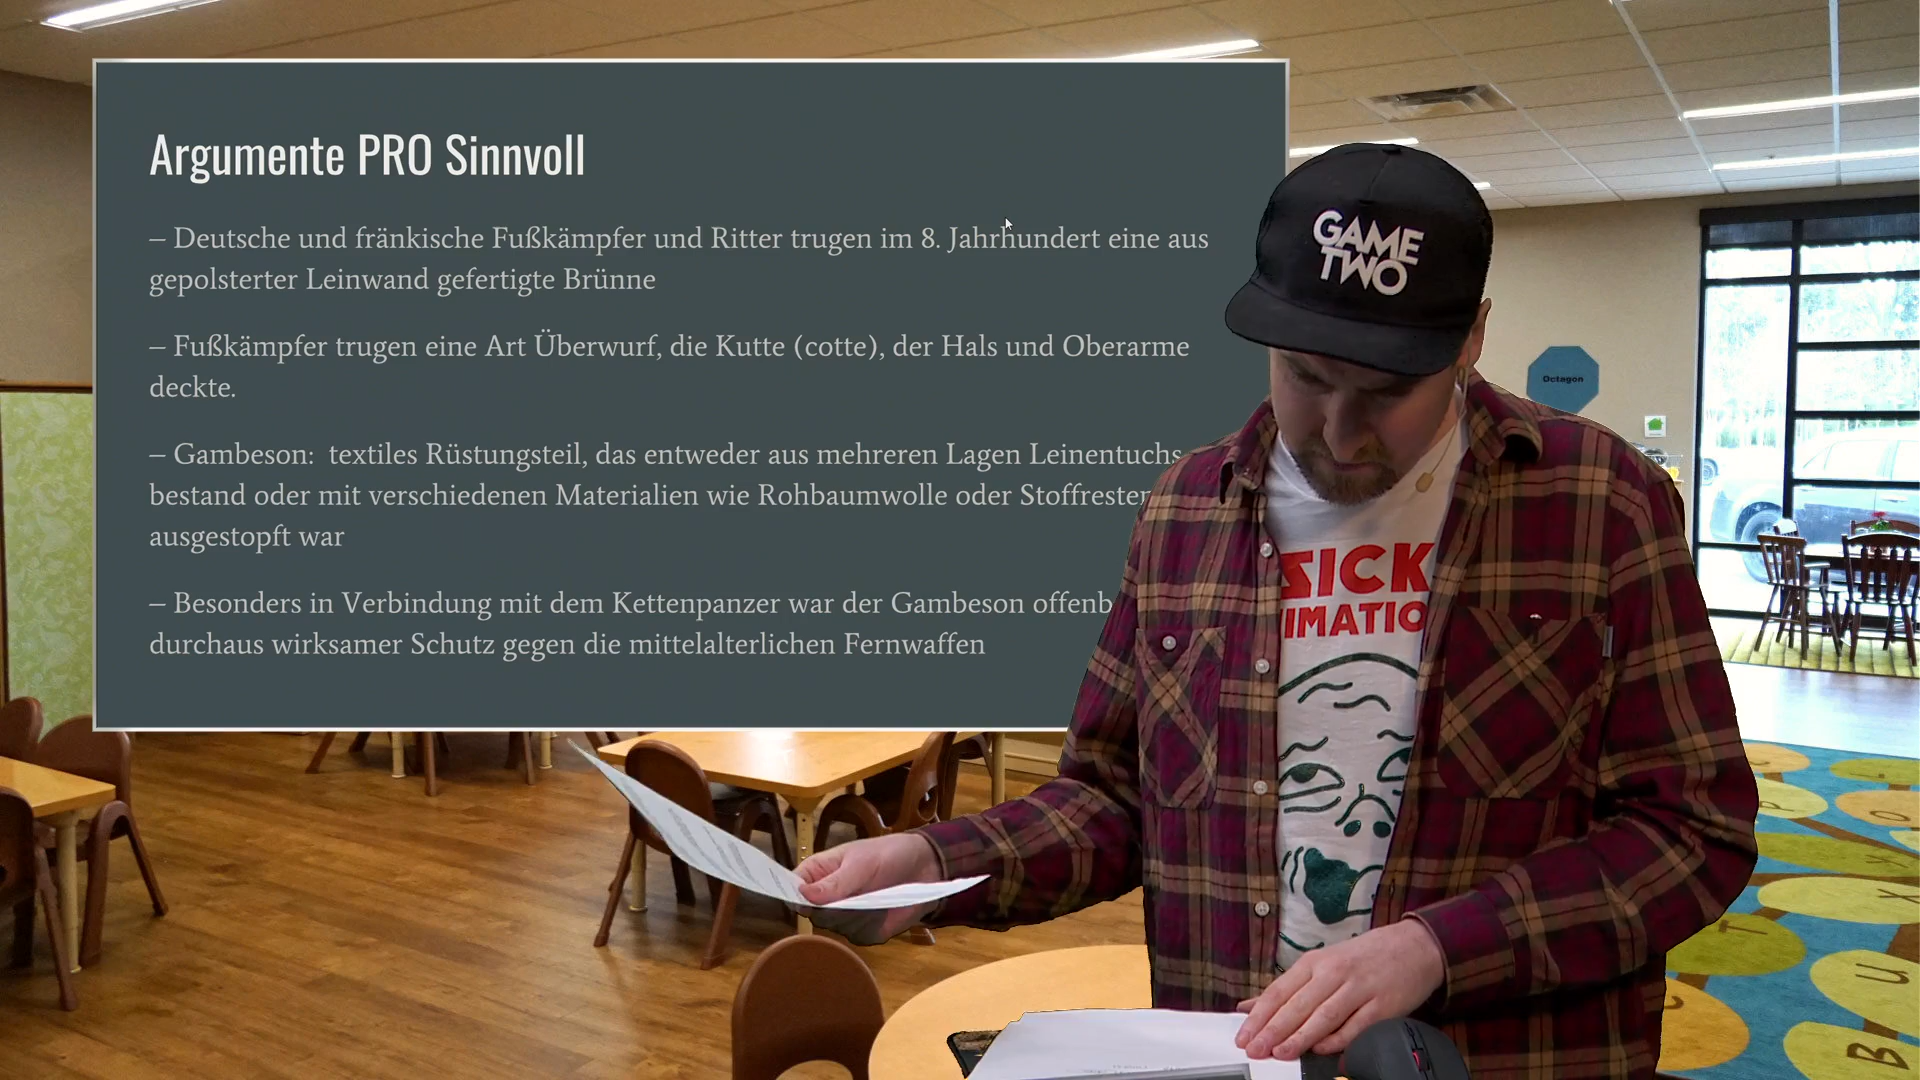 Argumente PRO Sinnvoll
– Deutsche und fränkische Fußkämpfer und Ritter trugen im 8. Jahrhundert eine aus
gepolsterter Leinwand gefertigte Brünne
– Fußkämpfer trugen eine Art Überwurf, die Kutte (cotte), der Hals und Oberarme
deckte.
– Gambeson: textiles Rüstungsteil, das entweder aus mehreren Lagen Leinentuchs
bestand oder mit verschiedenen Materialien wie Rohbaumwolle oder Stoffresten
ausgestopft war
– Besonders in Verbindung mit dem Kettenpanzer war der Gambeson
durchaus wirksamer Schutz gegen die mittelalterlichen Fernwaffen
GAME
TWO
Octagon
SICK
IMATIO
P
O
X
T
U
C
B